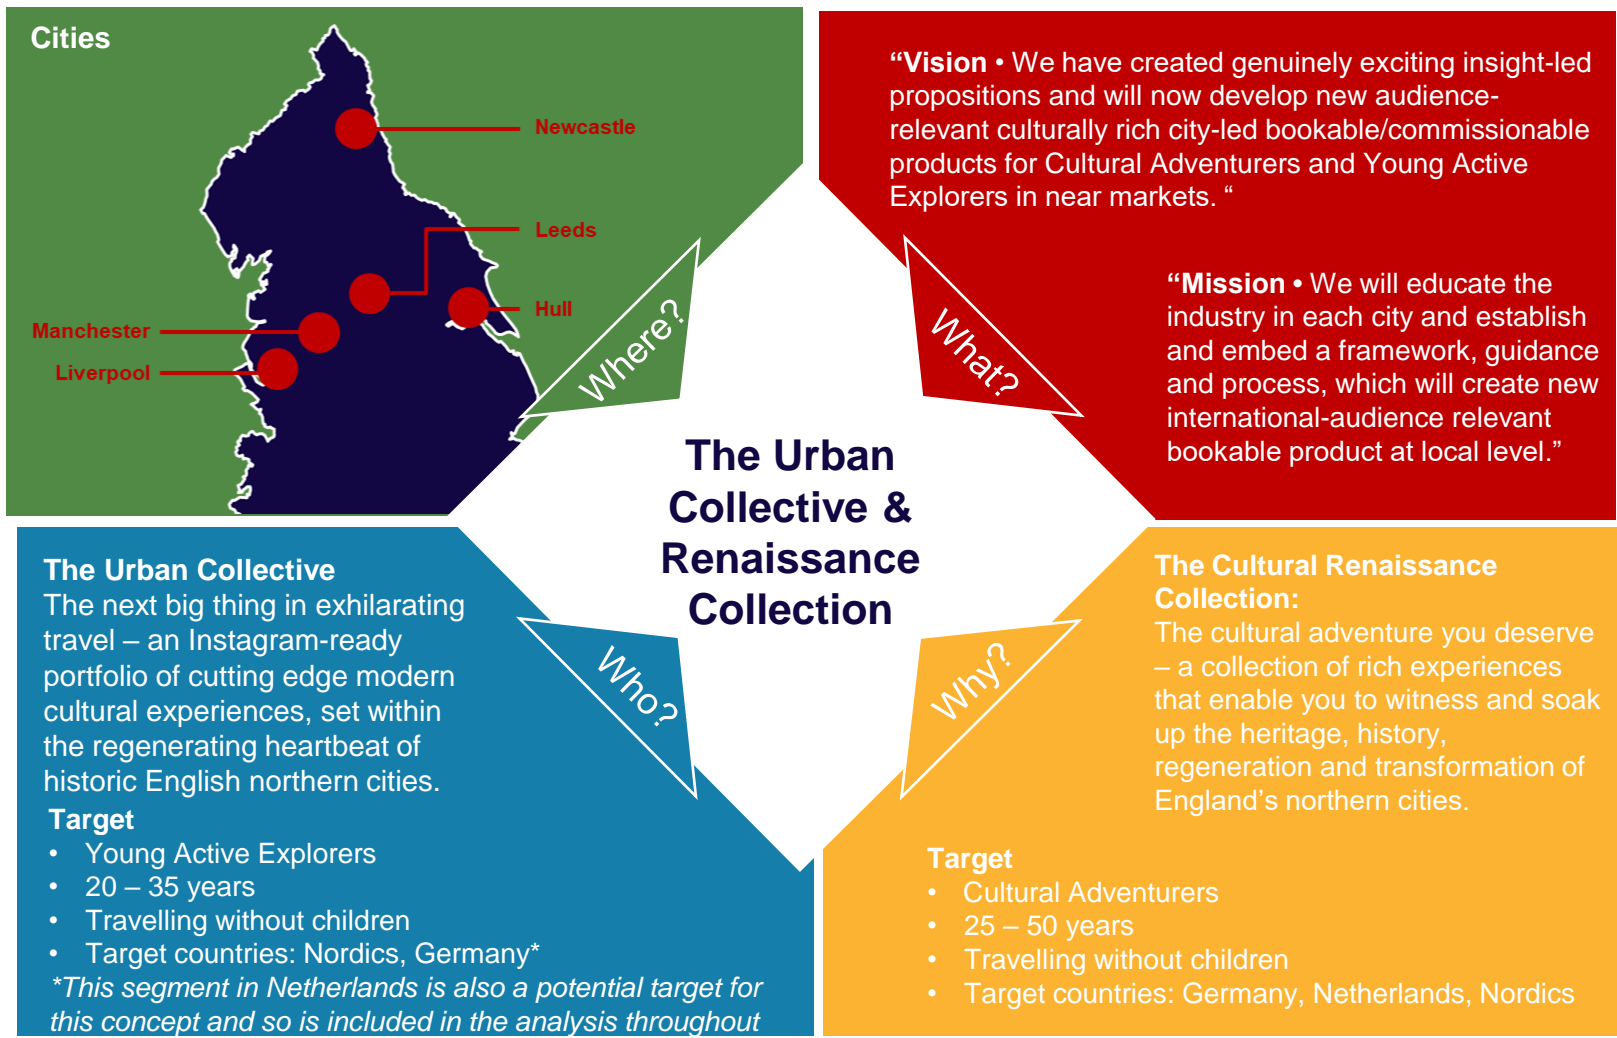 Cities
Newcastle
Leeds
Hull
Manchester
Liverpool
Where?
“Vision • We have created genuinely exciting insight-led
propositions and will now develop new audience-
relevant culturally rich city-led bookable/commissionable
products for Cultural Adventurers and Young Active
Explorers in near markets. “
“Mission • We will educate the
industry in each city and establish
and embed a framework, guidance
and process, which will create new
international-audience relevant
bookable product at local level.”
What?
The Urban
Collective &
Renaissance
Collection
The Urban Collective
The next big thing in exhilarating
travel – an Instagram-ready
portfolio of cutting edge modern
cultural experiences, set within
the regenerating heartbeat of
historic English northern cities.
Target
• Young Active Explorers
• 20 – 35 years
• Travelling without children
• Target countries: Nordics, Germany*
*This segment in Netherlands is also a potential target for
this concept and so is included in the analysis throughout
Who?
Why?
The Cultural Renaissance
Collection:
The cultural adventure you deserve
– a collection of rich experiences
that enable you to witness and soak
up the heritage, history,
regeneration and transformation of
England’s northern cities.
Target
• Cultural Adventurers
• 25 – 50 years
• Travelling without children
• Target countries: Germany, Netherlands, Nordics